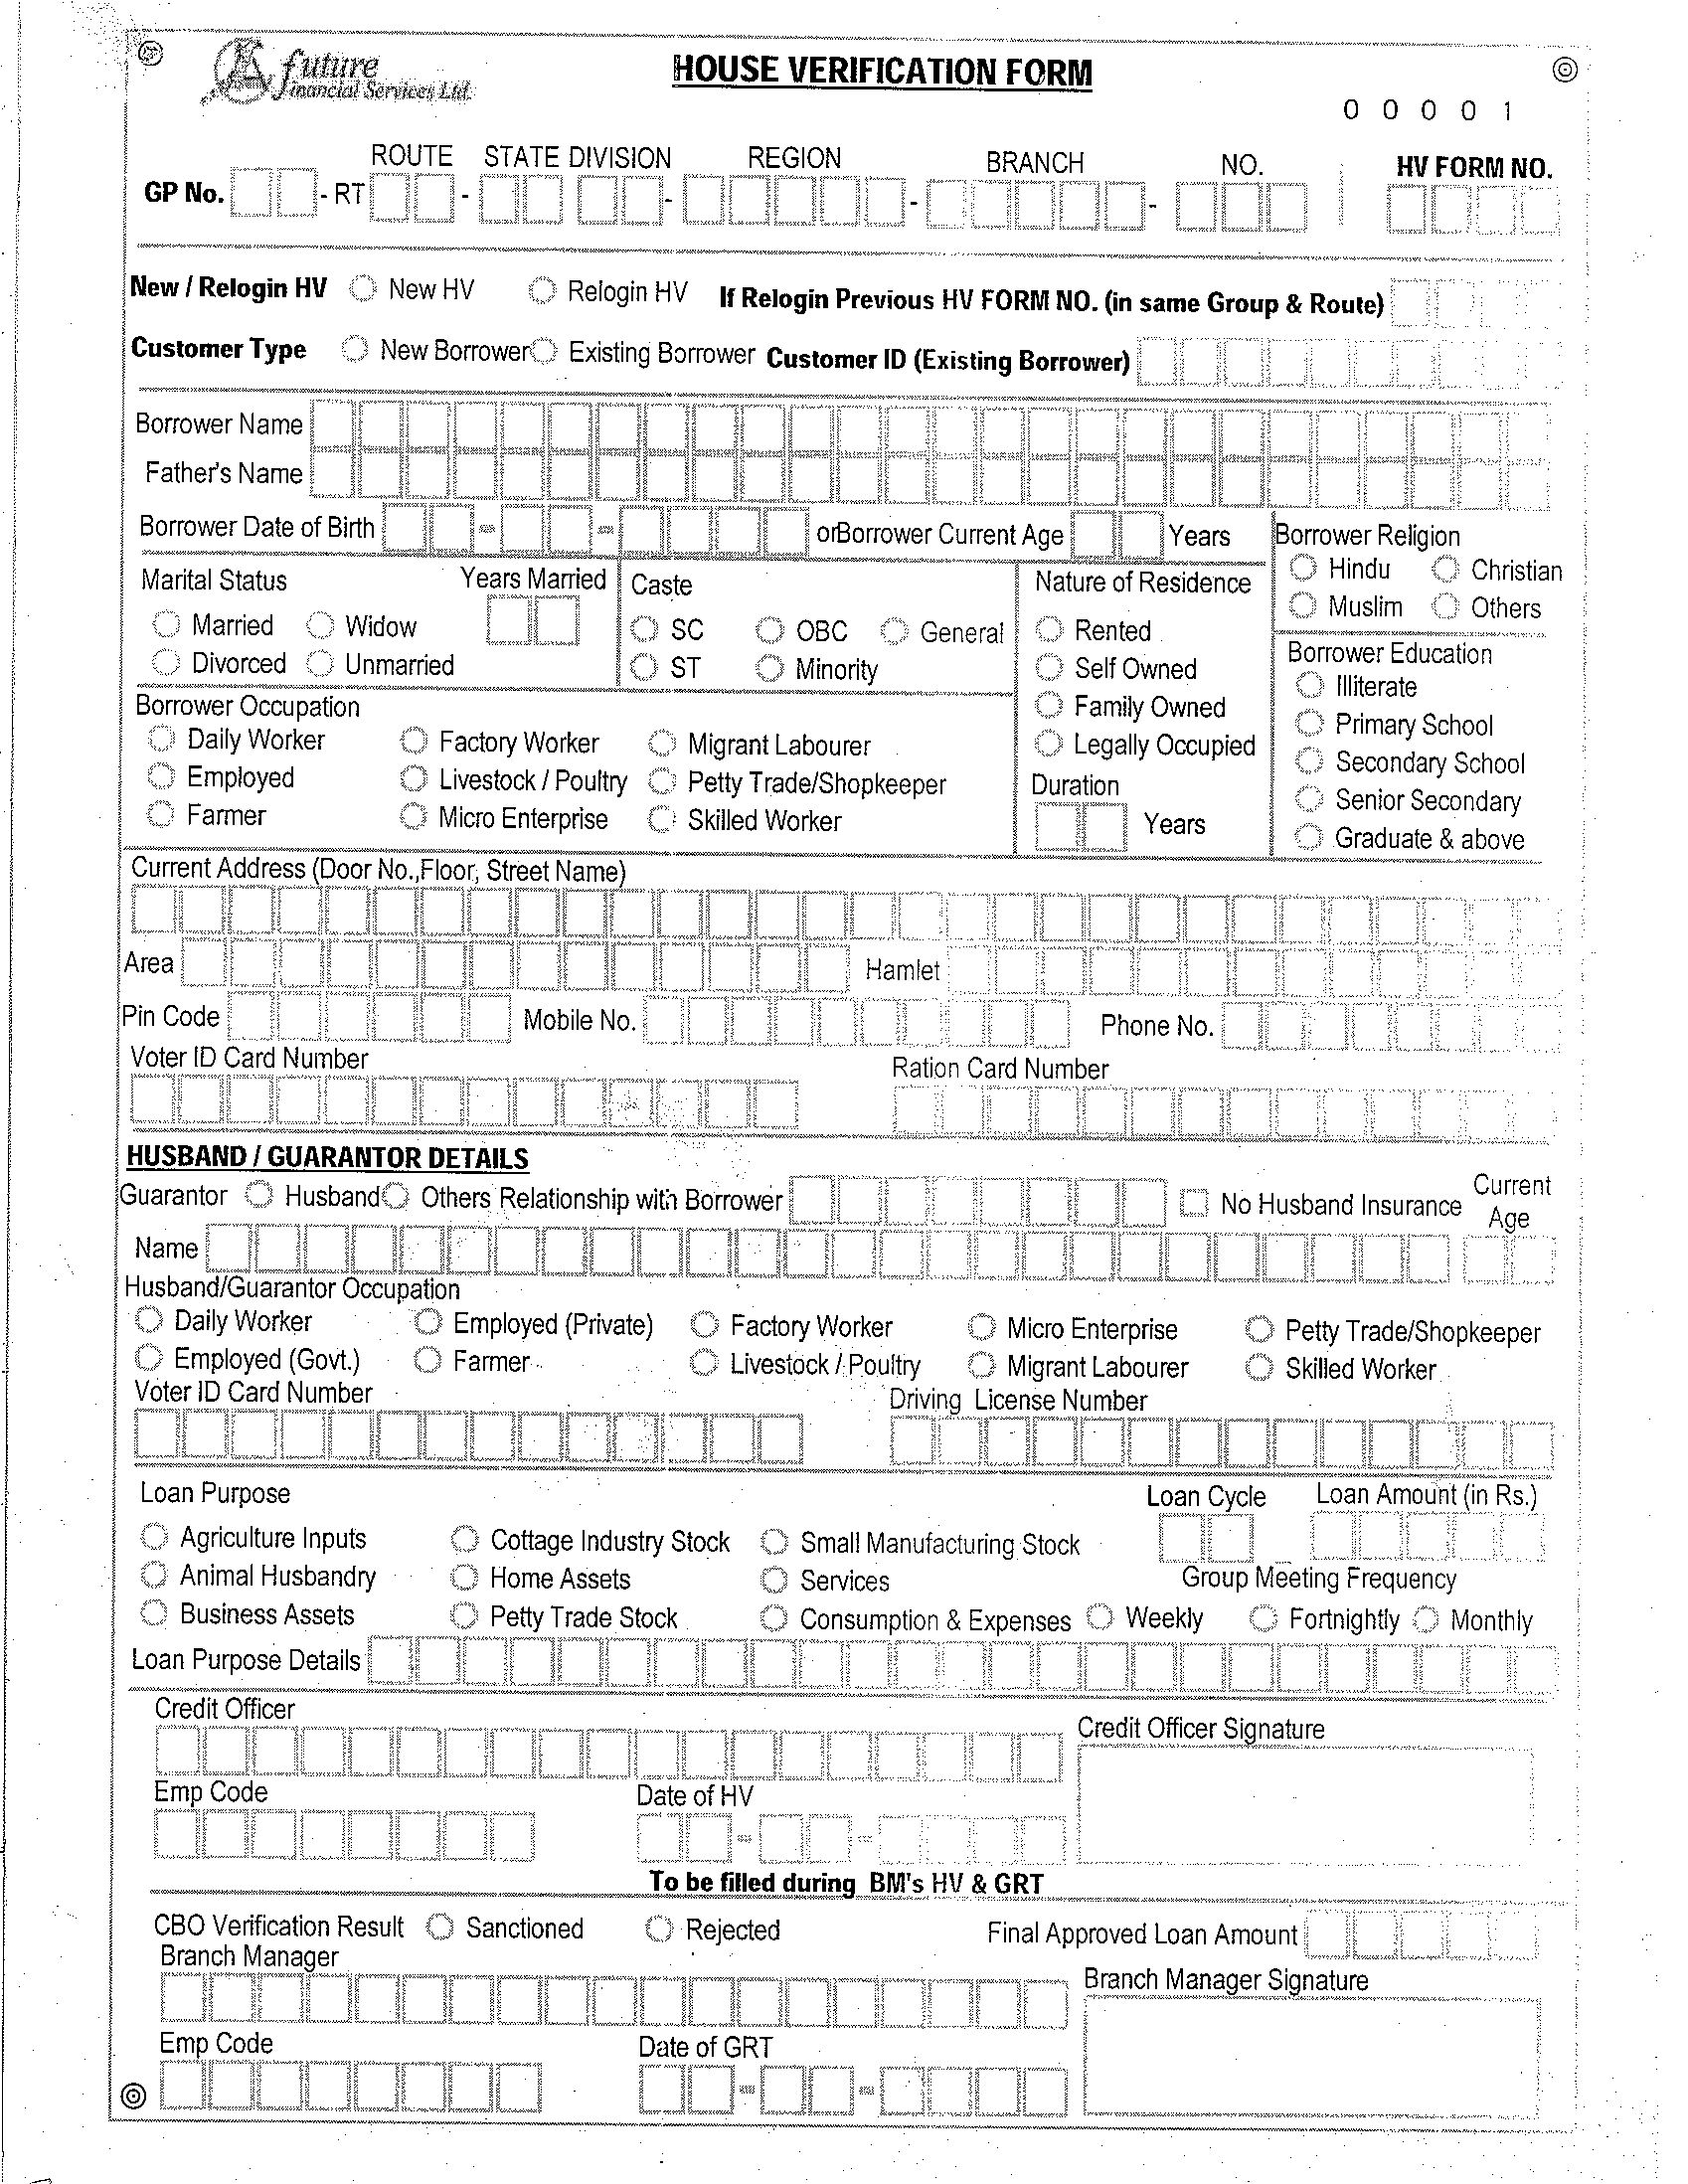 future
Financial Services Ltd.
HOUSE VERIFICATION FORM
0 0 0 0 1
ROUTE STATE DIVISION REGION BRANCH NO. HV FORM NO.
GP No. - RT - - - -
New / Relogin HV New HV Relogin HV If Relogin Previous HV FORM NO. (in same Group & Route)
Customer Type New Borrower Existing Borrower Customer ID (Existing Borrower)
Borrower Name
Father's Name
Borrower Date of Birth - - orBorrower Current Age Years Borrower Religion
Hindu Christian
Muslim Others
Marital Status Years Married Caste Nature of Residence
Married Widow SC OBC General Rented
Divorced Unmarried ST Minority Self Owned
Family Owned
Legally Occupied
Borrower Education
Illiterate
Primary School
Secondary School
Senior Secondary
Graduate & above
Borrower Occupation
Daily Worker Factory Worker Migrant Labourer
Employed Livestock / Poultry Petty Trade/Shopkeeper Duration
Farmer Micro Enterprise Skilled Worker Years
Current Address (Door No.,Floor, Street Name)
Area Hamlet
Pin Code Mobile No. Phone No.
Voter ID Card Number Ration Card Number
HUSBAND / GUARANTOR DETAILS
Guarantor Husband Others Relationship with Borrower No Husband Insurance Current Age
Name
Husband/Guarantor Occupation
Daily Worker Employed (Private) Factory Worker Micro Enterprise Petty Trade/Shopkeeper
Employed (Govt.) Farmer Livestock / Poultry Migrant Labourer Skilled Worker
Voter ID Card Number Driving License Number
Loan Purpose Loan Cycle Loan Amount (in Rs.)
Agriculture Inputs Cottage Industry Stock Small Manufacturing Stock
Animal Husbandry Home Assets Services Group Meeting Frequency
Business Assets Petty Trade Stock Consumption & Expenses Weekly Fortnightly Monthly
Loan Purpose Details
Credit Officer Credit Officer Signature
Emp Code Date of HV
- -
To be filled during BM's HV & GRT
CBO Verification Result Sanctioned Rejected Final Approved Loan Amount
Branch Manager Branch Manager Signature
Emp Code Date of GRT
- -